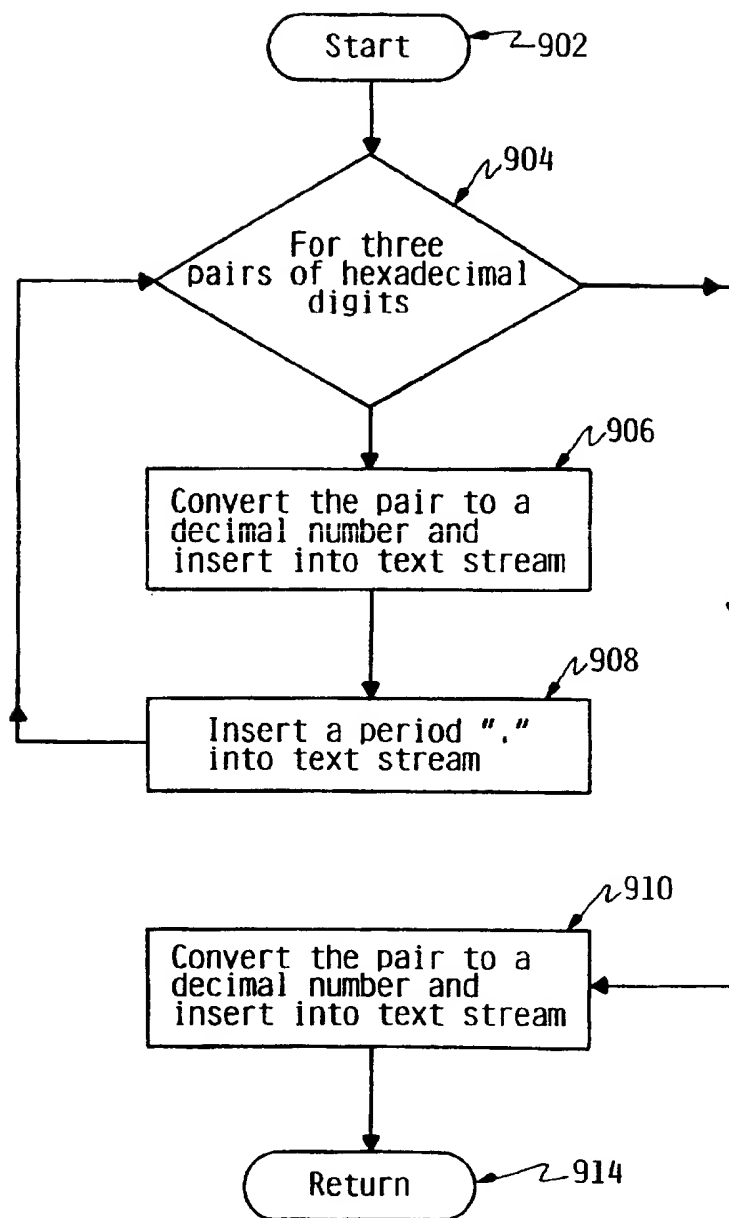 Start
902
904
For three
pairs of hexadecimal
digits
906
Convert the pair to a
decimal number and
insert into text stream
908
Insert a period "."
into text stream
910
Convert the pair to a
decimal number and
insert into text stream
Return
914